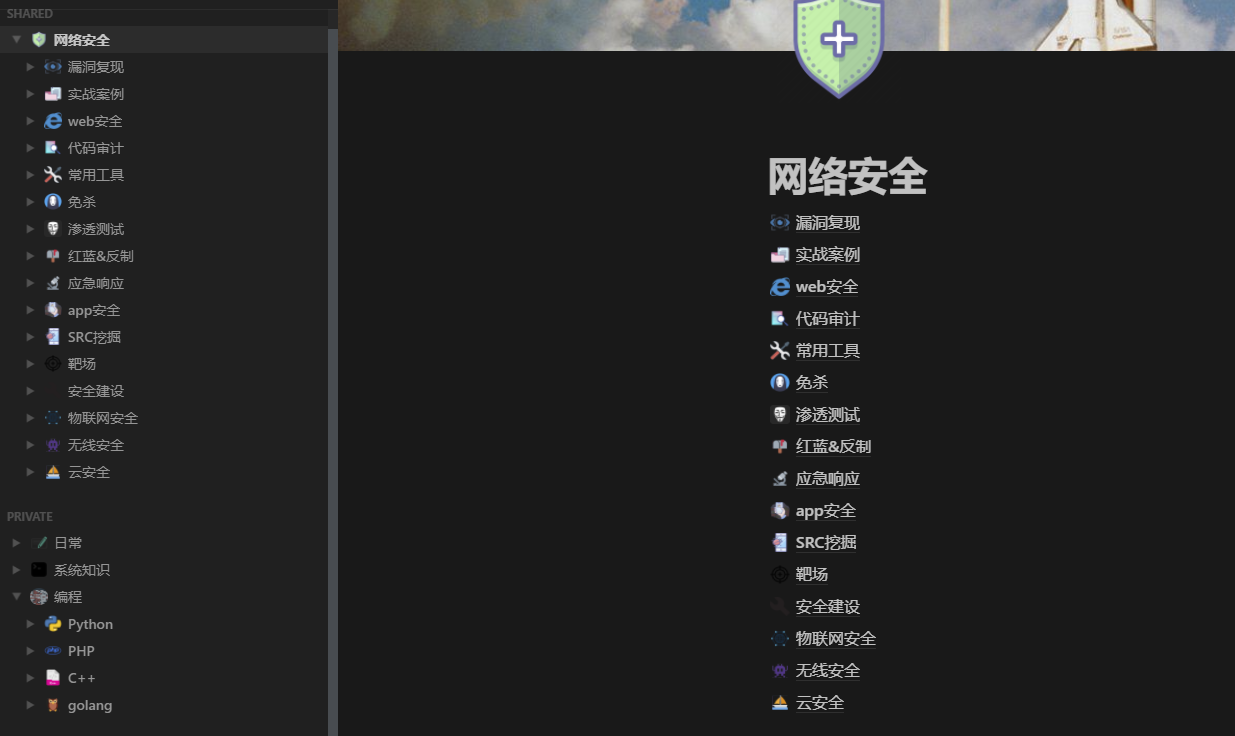 SHARED
网络安全
漏洞复现
实战案例
web安全
代码审计
常用工具
免杀
渗透测试
红蓝&反制
应急响应
app安全
SRC挖掘
靶场
安全建设
物联网安全
无线安全
云安全
PRIVATE
日常
系统知识
编程
Python
PHP
C++
golang
网络安全
漏洞复现
实战案例
web安全
代码审计
常用工具
免杀
渗透测试
红蓝&反制
应急响应
app安全
SRC挖掘
靶场
安全建设
物联网安全
无线安全
云安全